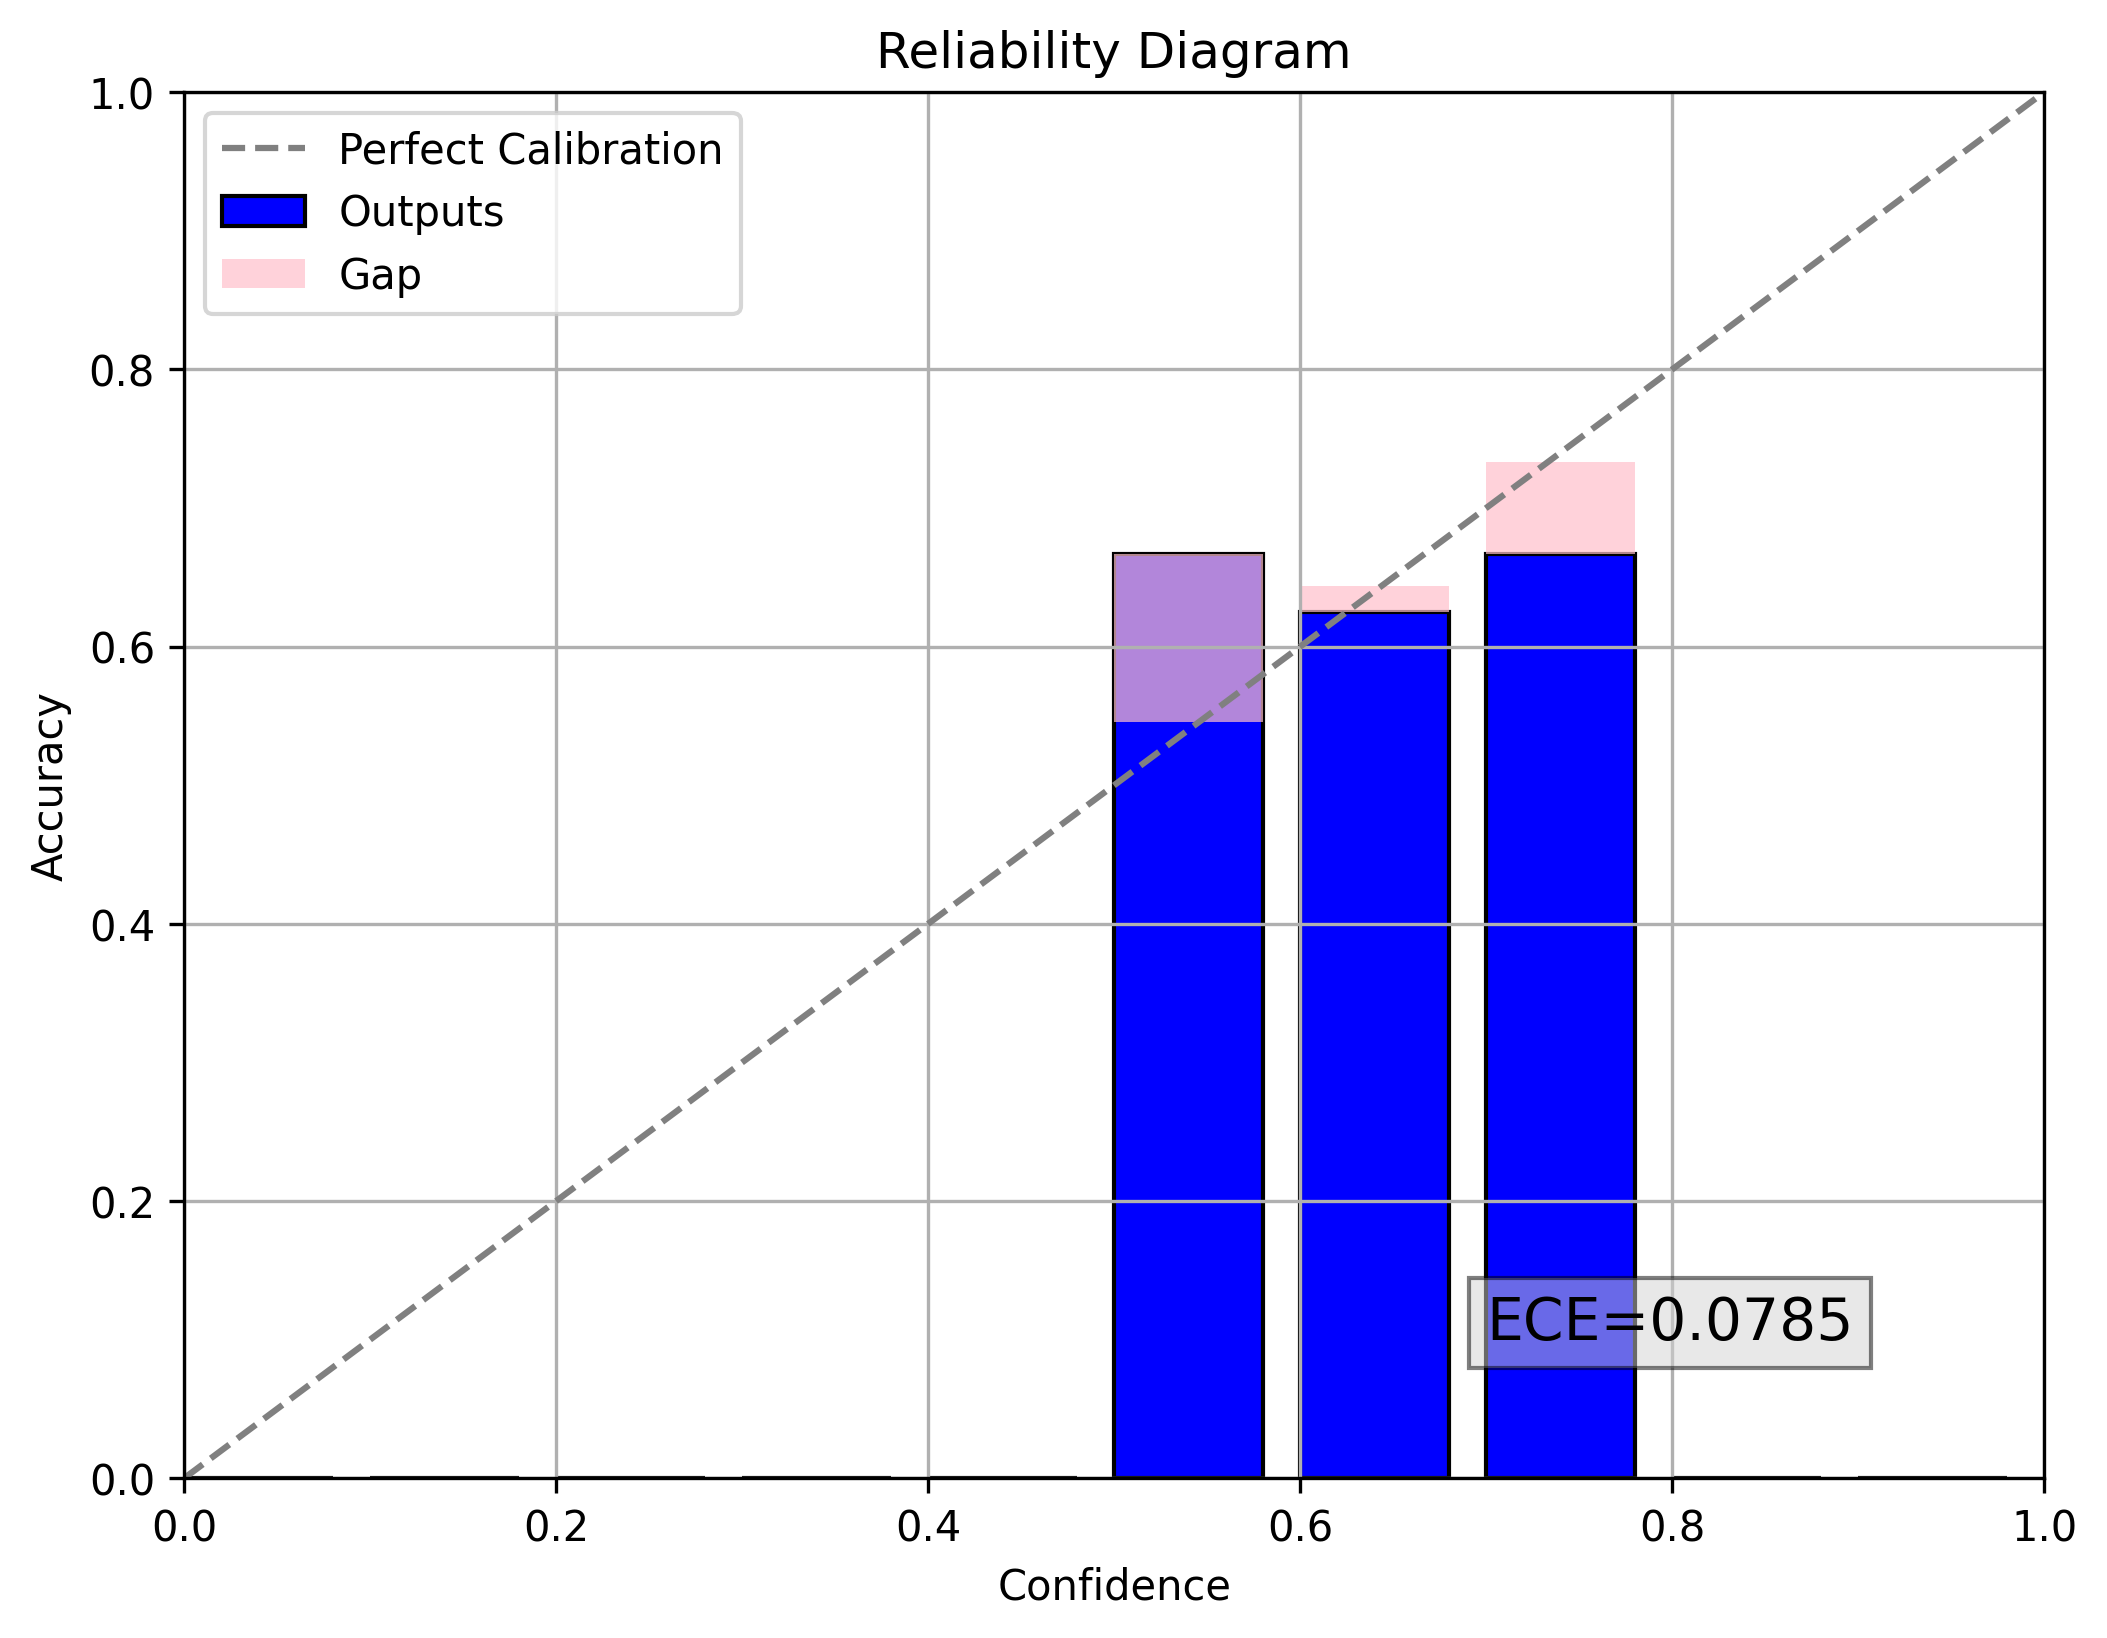 Reliability Diagram
1.0
0.8
0.6
0.4
0.2
0.0
Accuracy
Perfect Calibration
Outputs
Gap
ECE=0.0785
0.0 0.2 0.4 0.6 0.8 1.0
Confidence